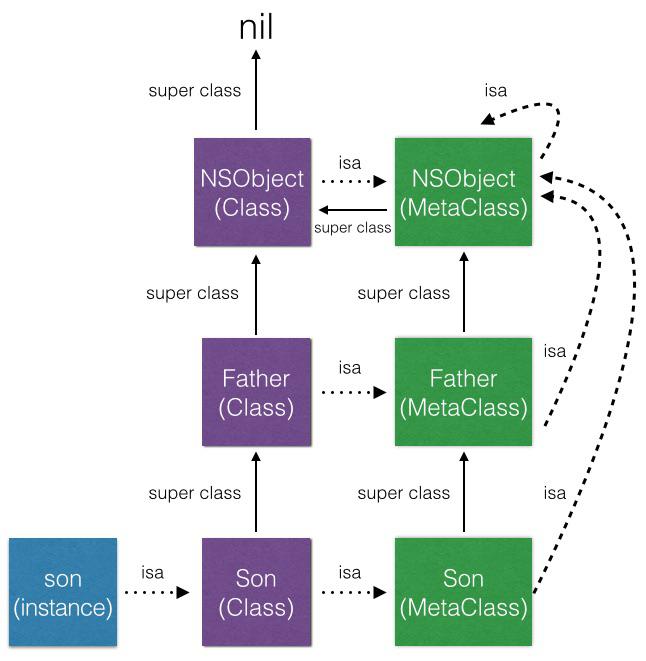 nil
super class
isa
NSObject
(Class)
isa
NSObject
(MetaClass)
super class
super class
super class
Father
(Class)
isa
Father
(MetaClass)
isa
super class
super class
isa
son
(instance)
isa
Son
(Class)
isa
Son
(MetaClass)